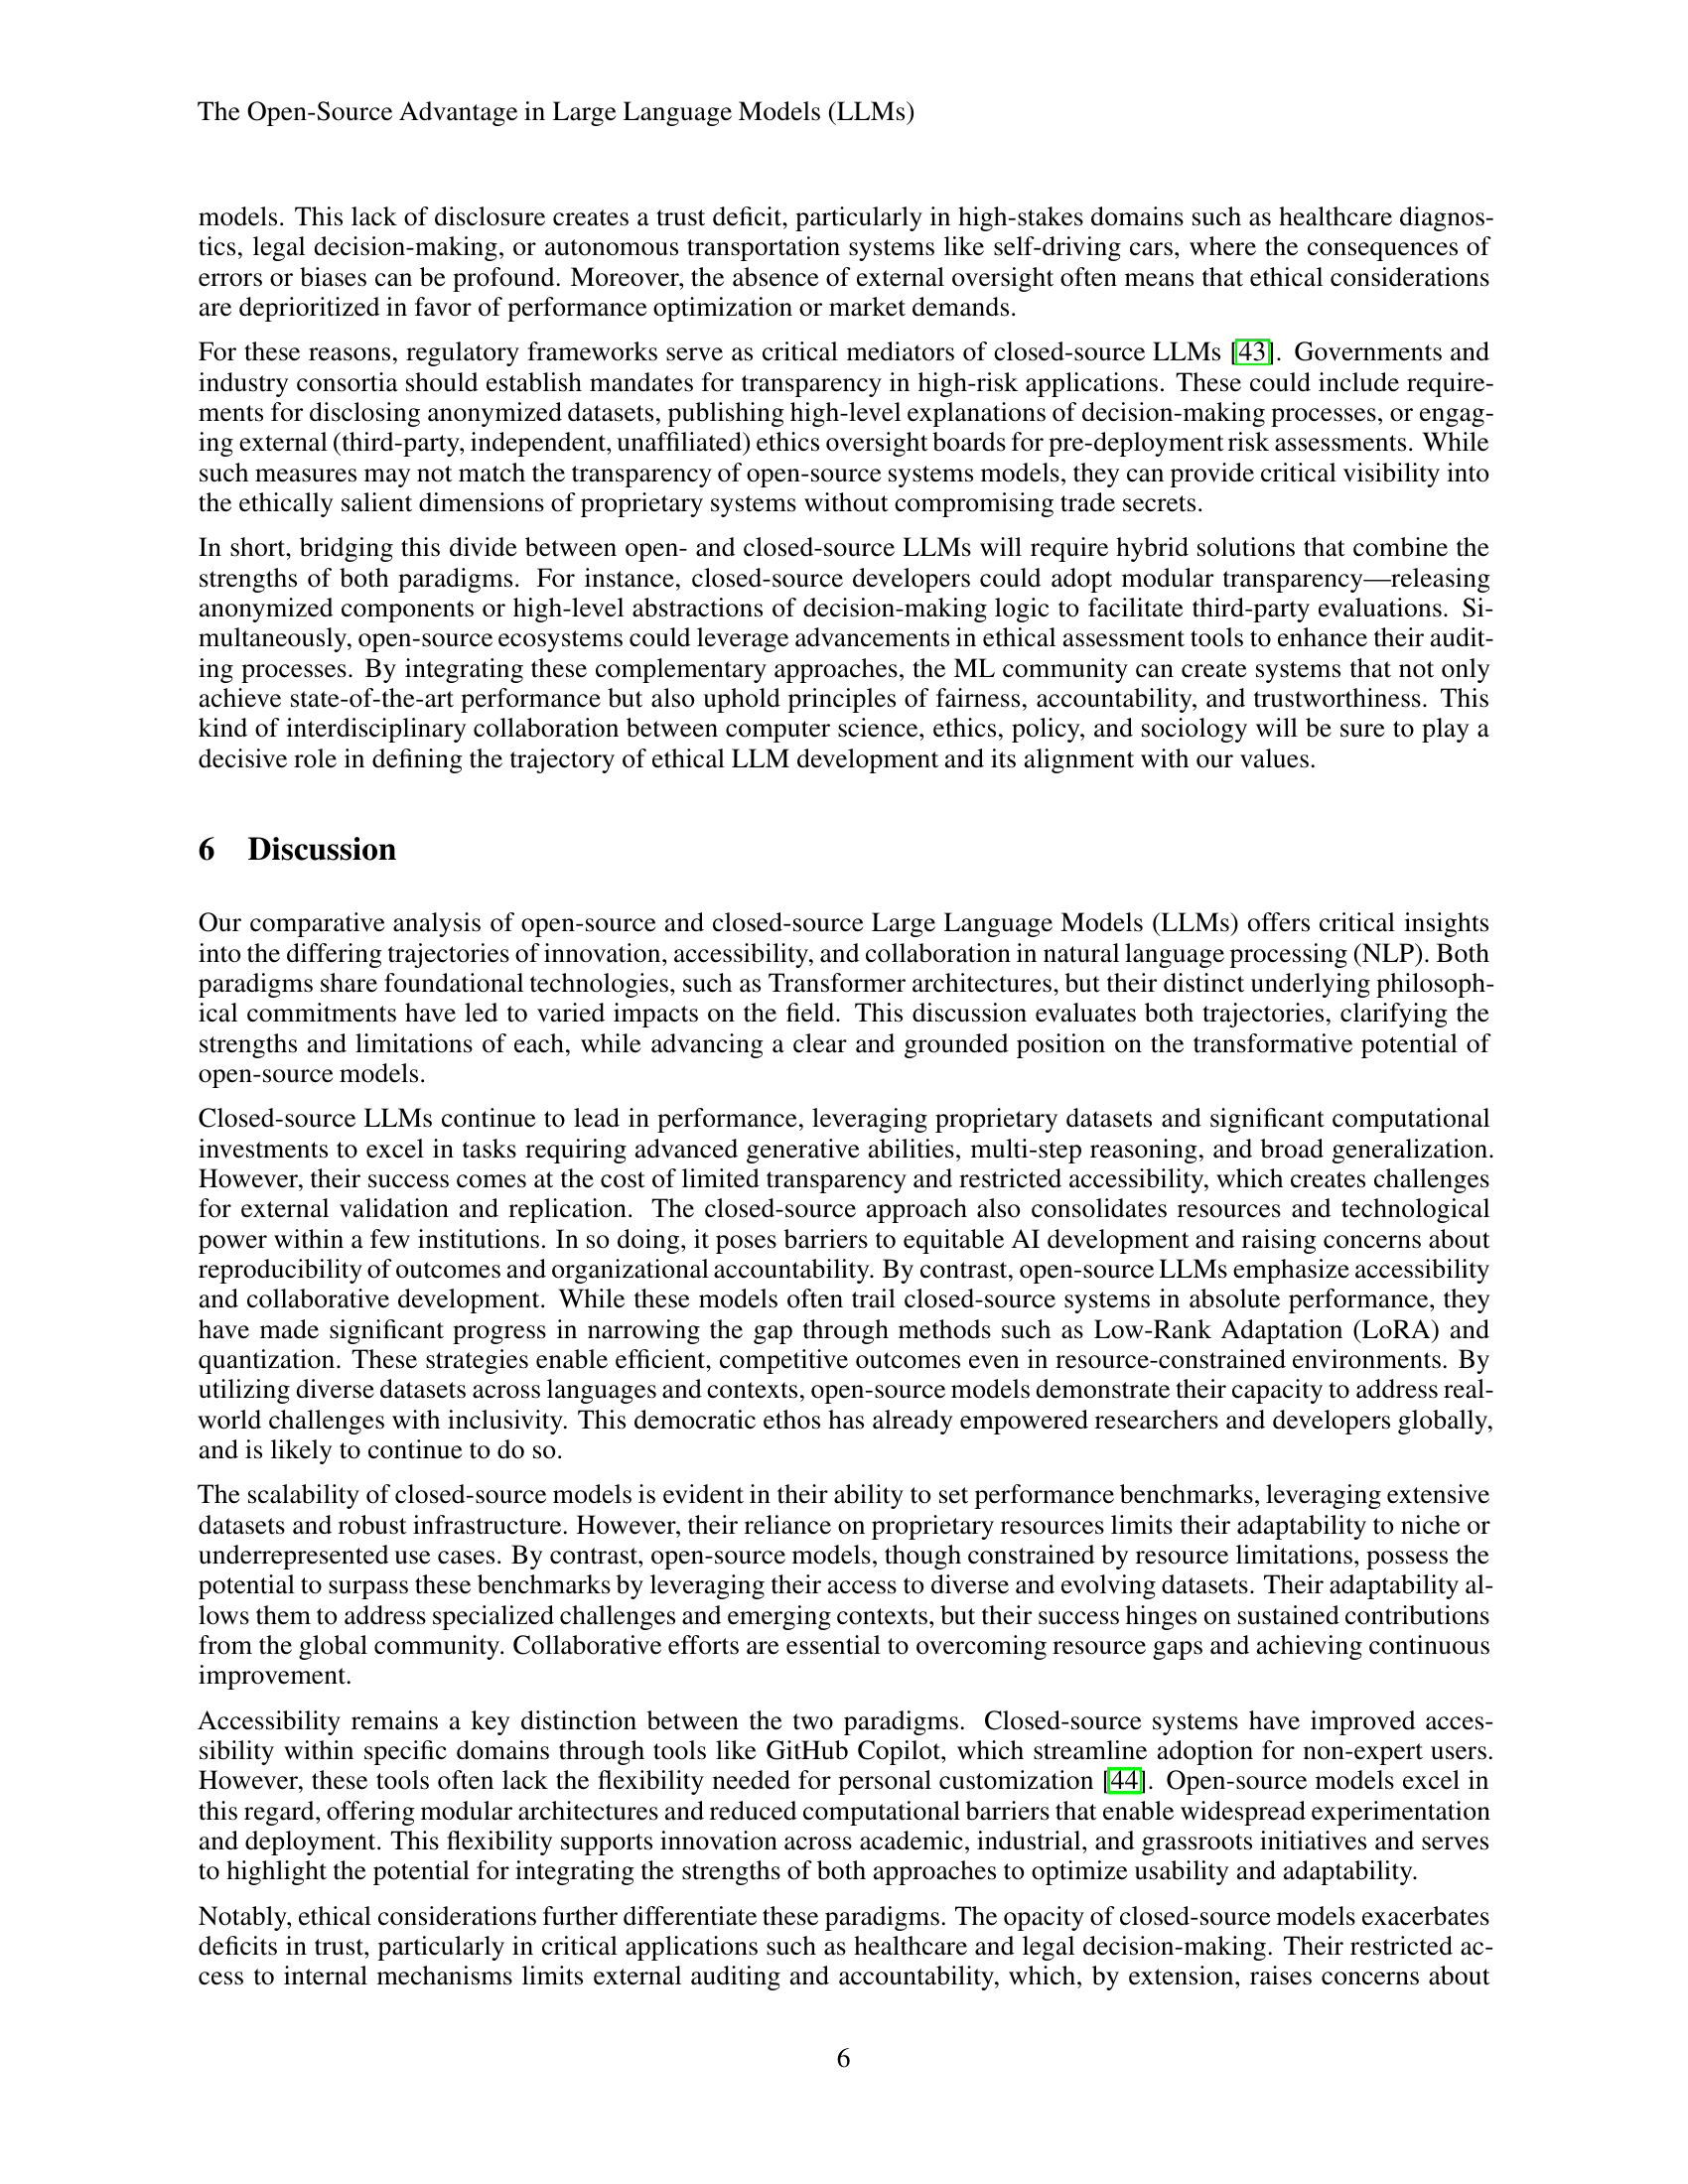 The Open-Source Advantage in Large Language Models (LLMs)
models. This lack of disclosure creates a trust deficit, particularly in high-stakes domains such as healthcare diagnos-
tics, legal decision-making, or autonomous transportation systems like self-driving cars, where the consequences of
errors or biases can be profound. Moreover, the absence of external oversight often means that ethical considerations
are deprioritized in favor of performance optimization or market demands.
For these reasons, regulatory frameworks serve as critical mediators of closed-source LLMs [43]. Governments and
industry consortia should establish mandates for transparency in high-risk applications. These could include require-
ments for disclosing anonymized datasets, publishing high-level explanations of decision-making processes, or engag-
ing external (third-party, independent, unaffiliated) ethics oversight boards for pre-deployment risk assessments. While
such measures may not match the transparency of open-source systems models, they can provide critical visibility into
the ethically salient dimensions of proprietary systems without compromising trade secrets.
In short, bridging this divide between open- and closed-source LLMs will require hybrid solutions that combine the
strengths of both paradigms. For instance, closed-source developers could adopt modular transparency—releasing
anonymized components or high-level abstractions of decision-making logic to facilitate third-party evaluations. Si-
multaneously, open-source ecosystems could leverage advancements in ethical assessment tools to enhance their audit-
ing processes. By integrating these complementary approaches, the ML community can create systems that not only
achieve state-of-the-art performance but also uphold principles of fairness, accountability, and trustworthiness. This
kind of interdisciplinary collaboration between computer science, ethics, policy, and sociology will be sure to play a
decisive role in defining the trajectory of ethical LLM development and its alignment with our values.
6 Discussion
Our comparative analysis of open-source and closed-source Large Language Models (LLMs) offers critical insights
into the differing trajectories of innovation, accessibility, and collaboration in natural language processing (NLP). Both
paradigms share foundational technologies, such as Transformer architectures, but their distinct underlying philosoph-
ical commitments have led to varied impacts on the field. This discussion evaluates both trajectories, clarifying the
strengths and limitations of each, while advancing a clear and grounded position on the transformative potential of
open-source models.
Closed-source LLMs continue to lead in performance, leveraging proprietary datasets and significant computational
investments to excel in tasks requiring advanced generative abilities, multi-step reasoning, and broad generalization.
However, their success comes at the cost of limited transparency and restricted accessibility, which creates challenges
for external validation and replication. The closed-source approach also consolidates resources and technological
power within a few institutions. In so doing, it poses barriers to equitable AI development and raising concerns about
reproducibility of outcomes and organizational accountability. By contrast, open-source LLMs emphasize accessibility
and collaborative development. While these models often trail closed-source systems in absolute performance, they
have made significant progress in narrowing the gap through methods such as Low-Rank Adaptation (LoRA) and
quantization. These strategies enable efficient, competitive outcomes even in resource-constrained environments. By
utilizing diverse datasets across languages and contexts, open-source models demonstrate their capacity to address real-
world challenges with inclusivity. This democratic ethos has already empowered researchers and developers globally,
and is likely to continue to do so.
The scalability of closed-source models is evident in their ability to set performance benchmarks, leveraging extensive
datasets and robust infrastructure. However, their reliance on proprietary resources limits their adaptability to niche or
underrepresented use cases. By contrast, open-source models, though constrained by resource limitations, possess the
potential to surpass these benchmarks by leveraging their access to diverse and evolving datasets. Their adaptability al-
lows them to address specialized challenges and emerging contexts, but their success hinges on sustained contributions
from the global community. Collaborative efforts are essential to overcoming resource gaps and achieving continuous
improvement.
Accessibility remains a key distinction between the two paradigms. Closed-source systems have improved acces-
sibility within specific domains through tools like GitHub Copilot, which streamline adoption for non-expert users.
However, these tools often lack the flexibility needed for personal customization [44]. Open-source models excel in
this regard, offering modular architectures and reduced computational barriers that enable widespread experimentation
and deployment. This flexibility supports innovation across academic, industrial, and grassroots initiatives and serves
to highlight the potential for integrating the strengths of both approaches to optimize usability and adaptability.
Notably, ethical considerations further differentiate these paradigms. The opacity of closed-source models exacerbates
deficits in trust, particularly in critical applications such as healthcare and legal decision-making. Their restricted ac-
cess to internal mechanisms limits external auditing and accountability, which, by extension, raises concerns about
6